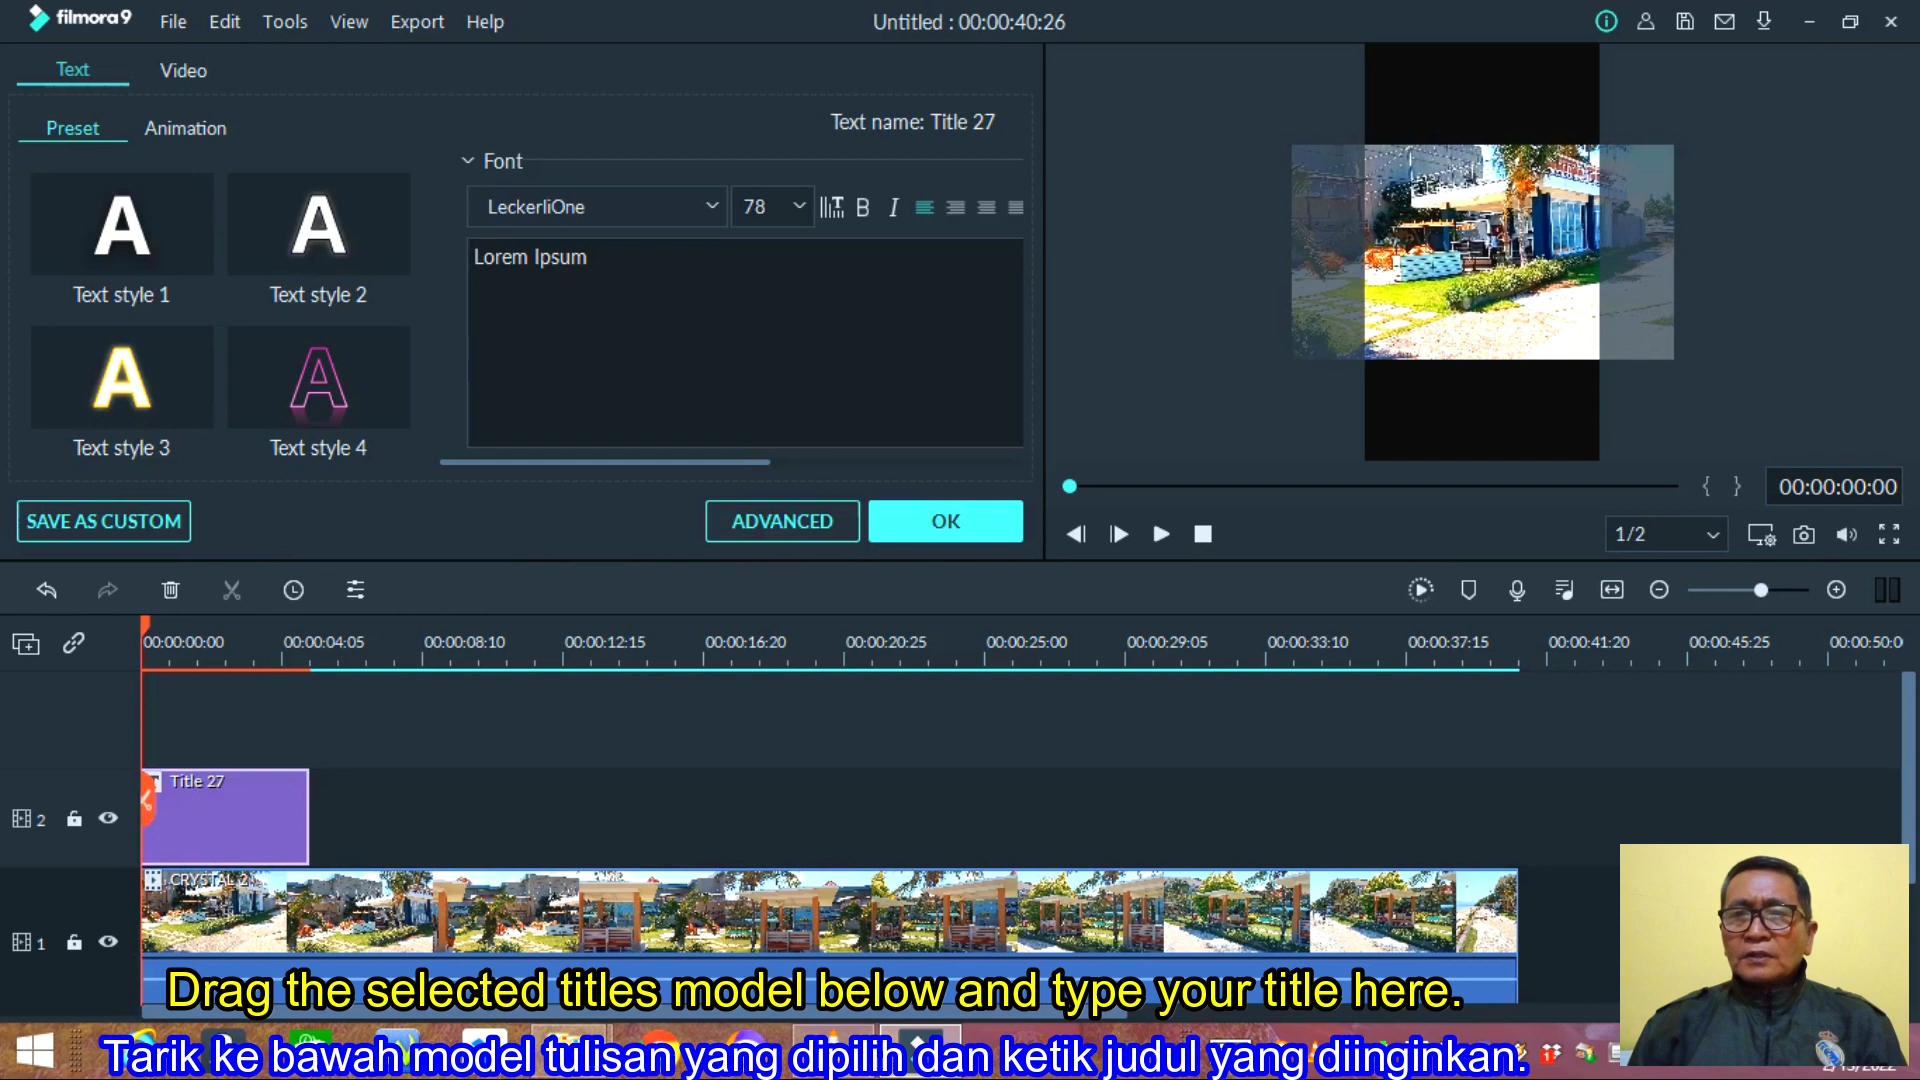 filmora9 File Edit Tools View Export Help Untitled : 00:00:40:26
Text Video
Preset Animation Text name: Title 27
Font
LeckerliOne 78 B I
Lorem Ipsum
A A
Text style 1 Text style 2
A A
Text style 3 Text style 4
SAVE AS CUSTOM ADVANCED OK
{ } 00:00:00:00
1/2
00:00:00:00 00:00:04:05 00:00:08:10 00:00:12:15 00:00:16:20 00:00:20:25 00:00:25:00 00:00:29:05 00:00:33:10 00:00:37:15 00:00:41:20 00:00:45:25 00:00:50:0
Title 27
2
CRYSTAL 2
1
Drag the selected titles model below and type your title here.
Tarik ke bawah model tulisan yang dipilih dan ketik judul yang diinginkan.